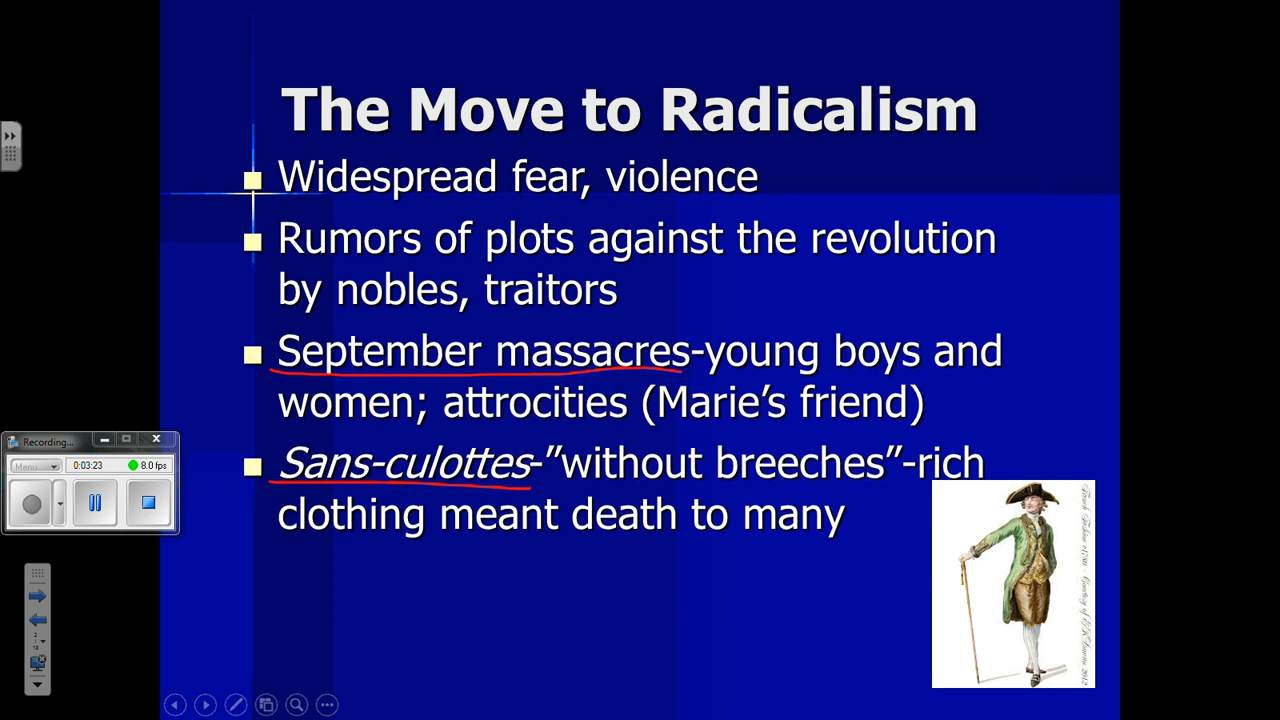 The Move to Radicalism
Widespread fear, violence
Rumors of plots against the revolution
by nobles, traitors
September massacres-young boys and
women; attrocities (Marie’s friend)
Sans-culottes-”without breeches”-rich
clothing meant death to many
Recording...
Menu
0:03:23
8.0 fps
2
/
18